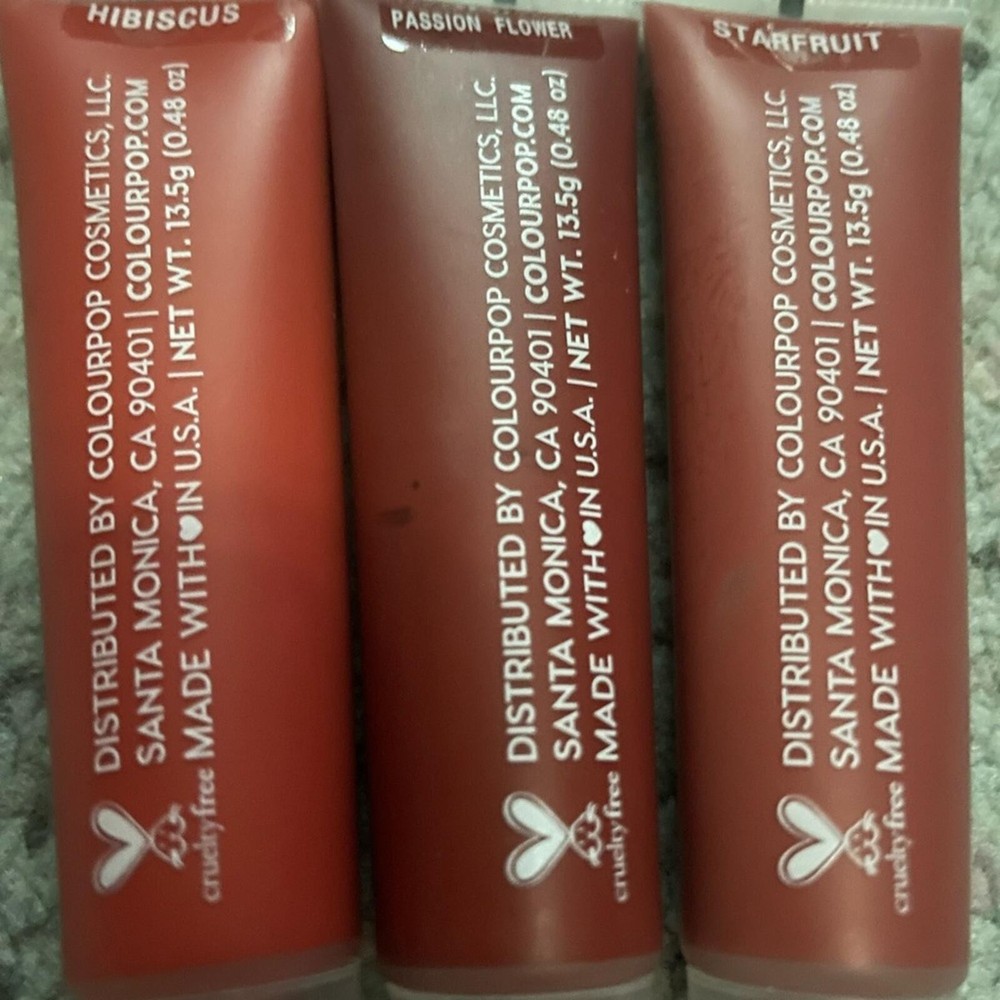 HIBISCUS
DISTRIBUTED BY COLOURPOP COSMETICS, LLC.
SANTA MONICA, CA 90401 | COLOURPOP.COM
MADE WITH♥IN U.S.A. | NET WT. 13.5g (0.48 oz)
crueltyfree
PASSION FLOWER
DISTRIBUTED BY COLOURPOP COSMETICS, LLC.
SANTA MONICA, CA 90401 | COLOURPOP.COM
MADE WITH♥IN U.S.A. | NET WT. 13.5g (0.48 oz)
crueltyfree
STARFRUIT
DISTRIBUTED BY COLOURPOP COSMETICS, LLC.
SANTA MONICA, CA 90401 | COLOURPOP.COM
MADE WITH♥IN U.S.A. | NET WT. 13.5g (0.48 oz)
crueltyfree